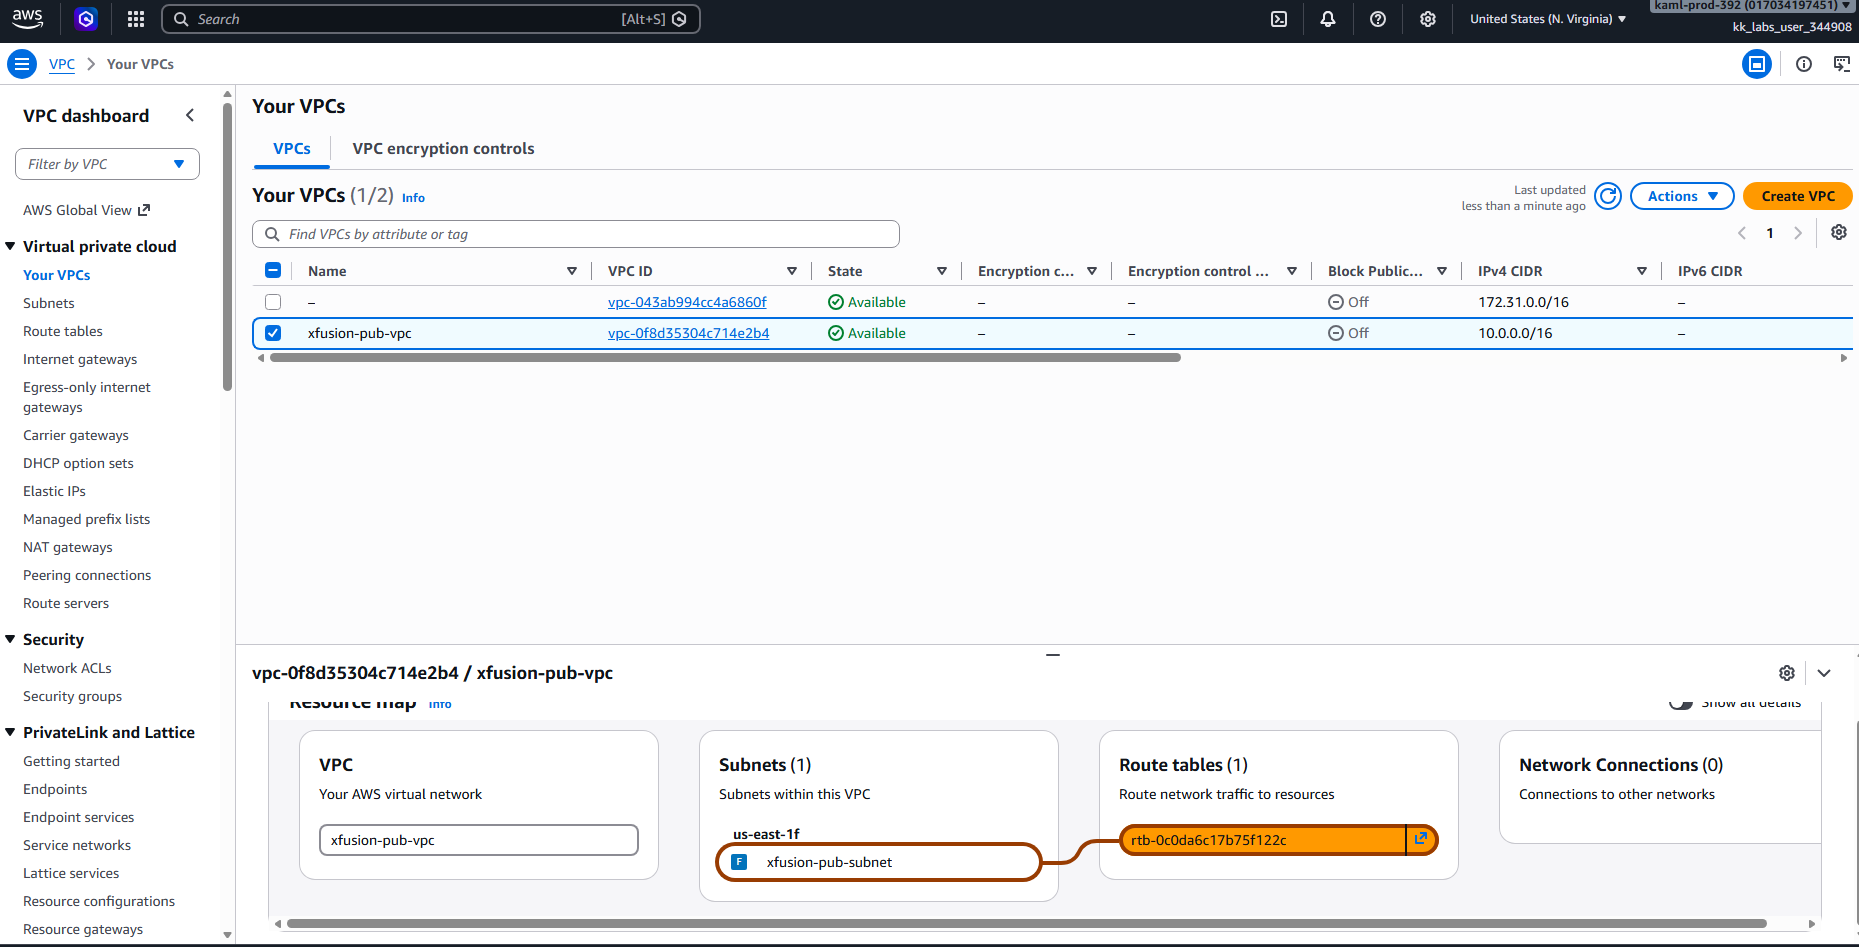 aws
Search
[Alt+S]
United States (N. Virginia)
kaml-prod-392 (017034197451)
kk_labs_user_344908
VPC
Your VPCs
VPC dashboard
Filter by VPC
AWS Global View
Virtual private cloud
Your VPCs
Subnets
Route tables
Internet gateways
Egress-only internet
gateways
Carrier gateways
DHCP option sets
Elastic IPs
Managed prefix lists
NAT gateways
Peering connections
Route servers
Security
Network ACLs
Security groups
PrivateLink and Lattice
Getting started
Endpoints
Endpoint services
Service networks
Lattice services
Resource configurations
Resource gateways
Your VPCs
VPCs
VPC encryption controls
Your VPCs (1/2) Info
Last updated
less than a minute ago
Actions
Create VPC
Find VPCs by attribute or tag
1
Name VPC ID State Encryption c... Encryption control ... Block Public... IPv4 CIDR IPv6 CIDR
– vpc-043ab994cc4a6860f Available – – Off 172.31.0.0/16 –
xfusion-pub-vpc vpc-0f8d35304c714e2b4 Available – – Off 10.0.0.0/16 –
vpc-0f8d35304c714e2b4 / xfusion-pub-vpc
Resource map Info
Show all details
VPC
Your AWS virtual network
xfusion-pub-vpc
Subnets (1)
Subnets within this VPC
us-east-1f
F xfusion-pub-subnet
Route tables (1)
Route network traffic to resources
rtb-0c0da6c17b75f122c
Network Connections (0)
Connections to other networks